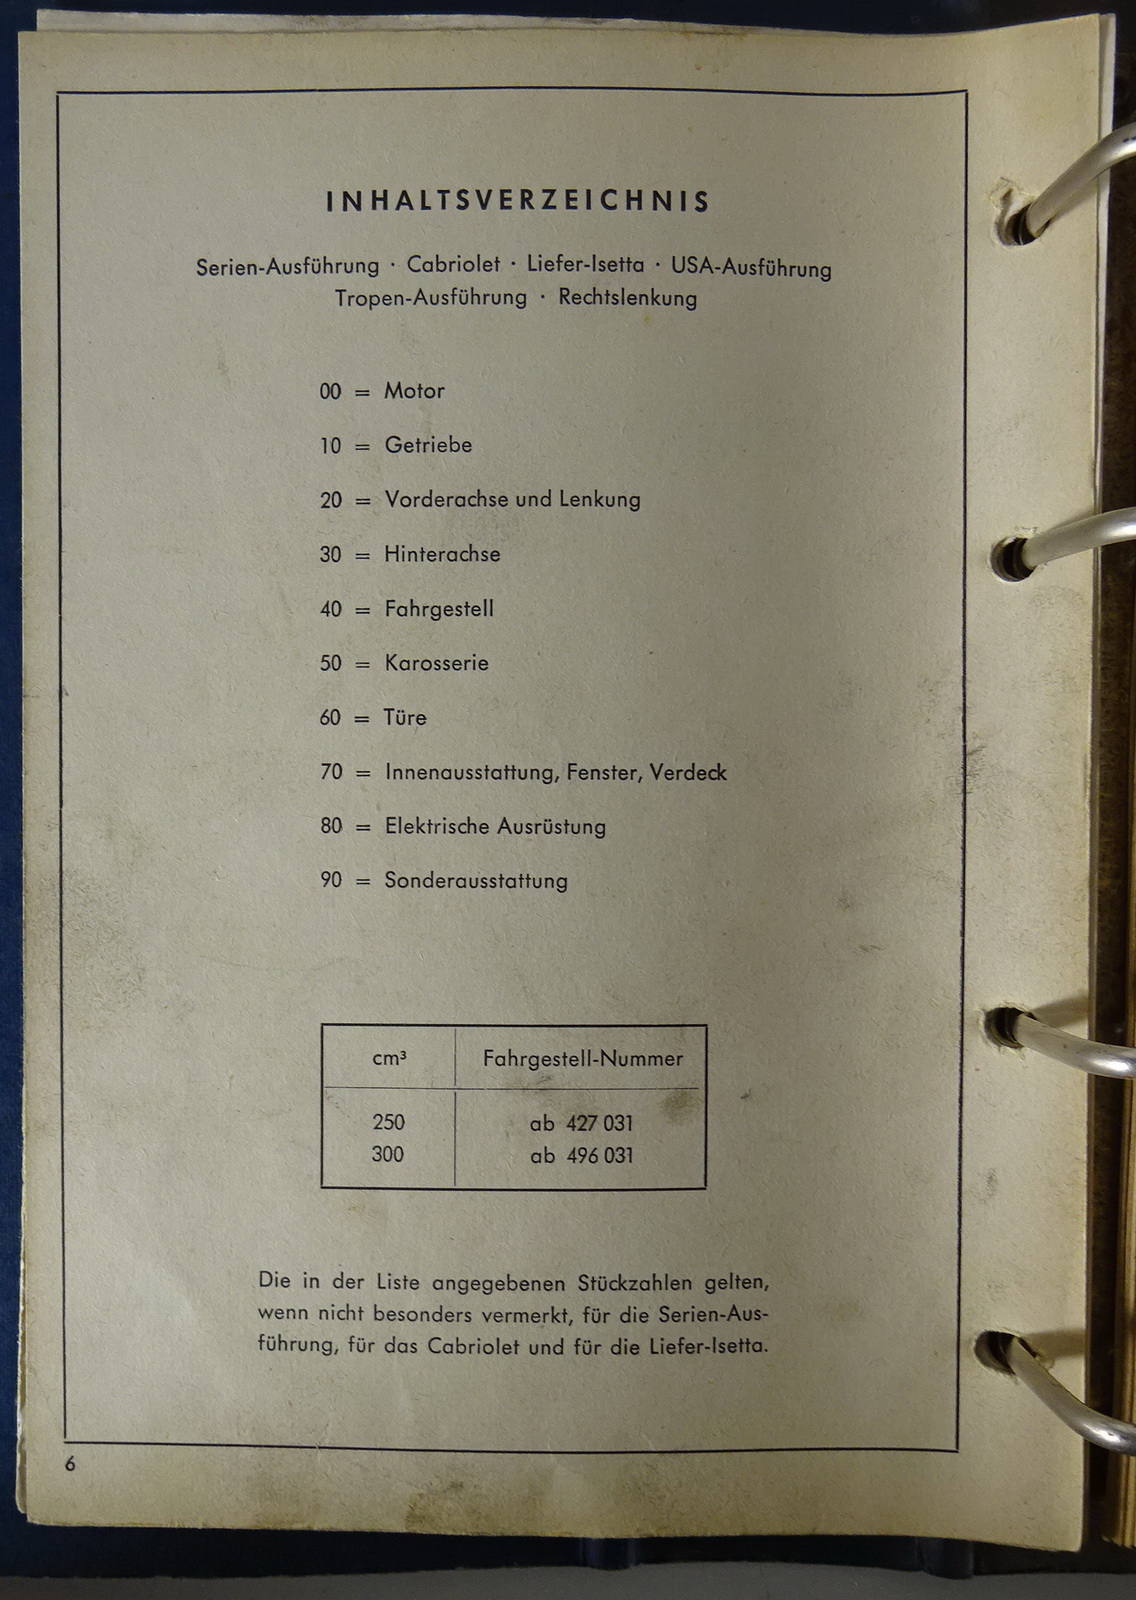 INHALTSVERZEICHNIS
Serien-Ausführung · Cabriolet · Liefer-Isetta · USA-Ausführung
Tropen-Ausführung · Rechtslenkung
00 = Motor
10 = Getriebe
20 = Vorderachse und Lenkung
30 = Hinterachse
40 = Fahrgestell
50 = Karosserie
60 = Türe
70 = Innenausstattung, Fenster, Verdeck
80 = Elektrische Ausrüstung
90 = Sonderausstattung
cm³ Fahrgestell-Nummer
250 ab 427 031
300 ab 496 031
Die in der Liste angegebenen Stückzahlen gelten,
wenn nicht besonders vermerkt, für die Serien-Aus-
führung, für das Cabriolet und für die Liefer-Isetta.
6